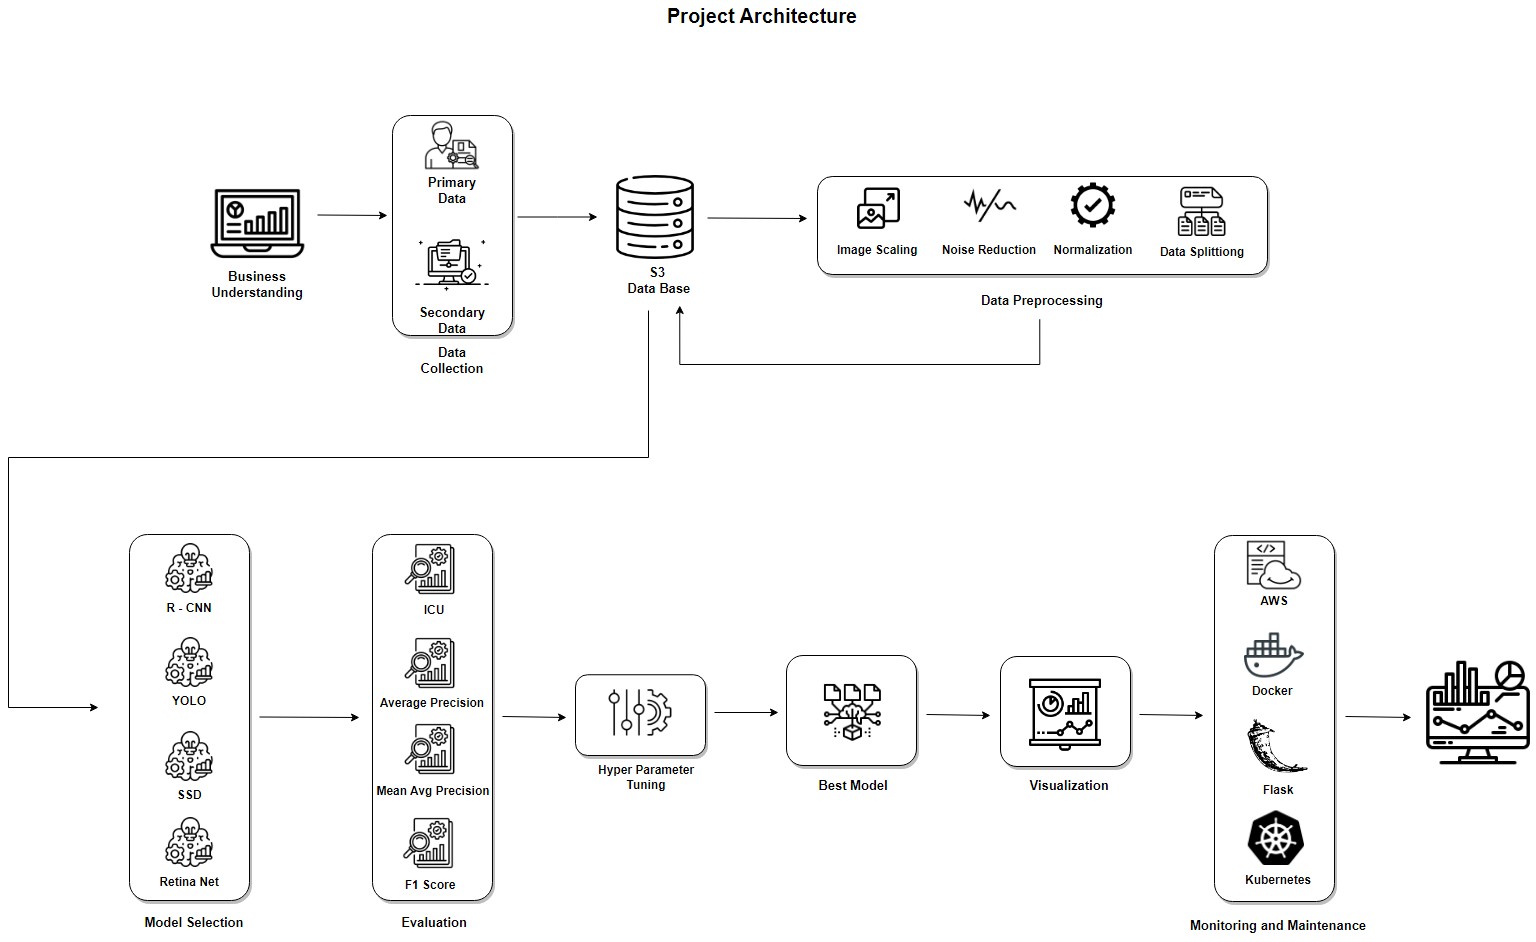 Project Architecture
Business
Understanding
Primary
Data
Secondary
Data
Data
Collection
S3
Data Base
Image Scaling
Noise Reduction
Normalization
Data Splittiong
Data Preprocessing
R - CNN
YOLO
SSD
Retina Net
Model Selection
ICU
Average Precision
Mean Avg Precision
F1 Score
Evaluation
Hyper Parameter
Tuning
Best Model
Visualization
</>
AWS
Docker
Flask
Kubernetes
Monitoring and Maintenance